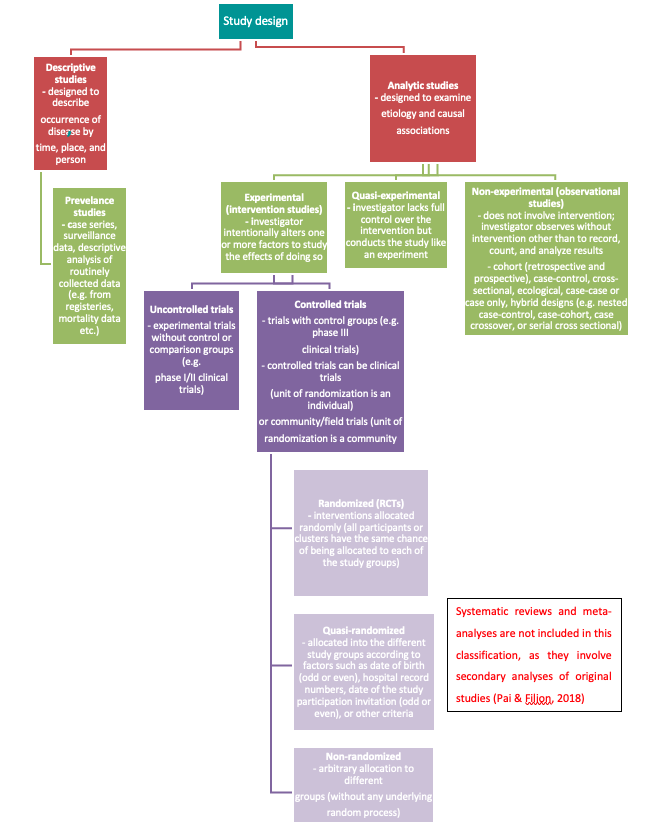 Study design
Descriptive
studies
- designed to
describe
occurrence of
disease by
time, place, and
person
Analytic studies
- designed to examine
etiology and causal
associations
Prevelance
studies
- case series,
surveillance
data, descriptive
analysis of
routinely
collected data
(e.g. from
registeries,
mortality data
etc.)
Experimental
(intervention studies)
- investigator
intentionally alters one
or more factors to study
the effects of doing so
Quasi-experimental
- Investigator lacks full
control over the
intervention but
conducts the study like
an experiment
Non-experimental (observational
studies)
- does not involve intervention;
investigator observes without
intervention other than to record,
count, and analyze results
- cohort (retrospective and
prospective), case-control, cross-
sectional, ecological, case-case or
case only, hybrid designs (e.g. nested
case-control, case-cohort, case
crossover, or serial cross sectional)
Uncontrolled trials
- experimental trials
without control or
comparison groups
(e.g.
phase I/II clinical
trials)
Controlled trials
- trials with control groups (e.g.
phase III
clinical trials)
- controlled trials can be clinical
trials
(unit of randomization is an
individual)
or community/field trials (unit of
randomization is a community
Randomized (RCTs)
- interventions allocated
randomly (all participants or
clusters have the same chance
of being allocated to each of
the study groups)
Quasi-randomized
- allocated into the different
study groups according to
factors such as date of birth
(odd or even), hospital record
numbers, date of the study
participation invitation (odd or
even), or other criteria
Non-randomized
- arbitrary allocation to
different
groups (without any underlying
random process)
Systematic reviews and meta-
analyses are not included in this
classification, as they involve
secondary analyses of original
studies (Pai & Filion, 2018)